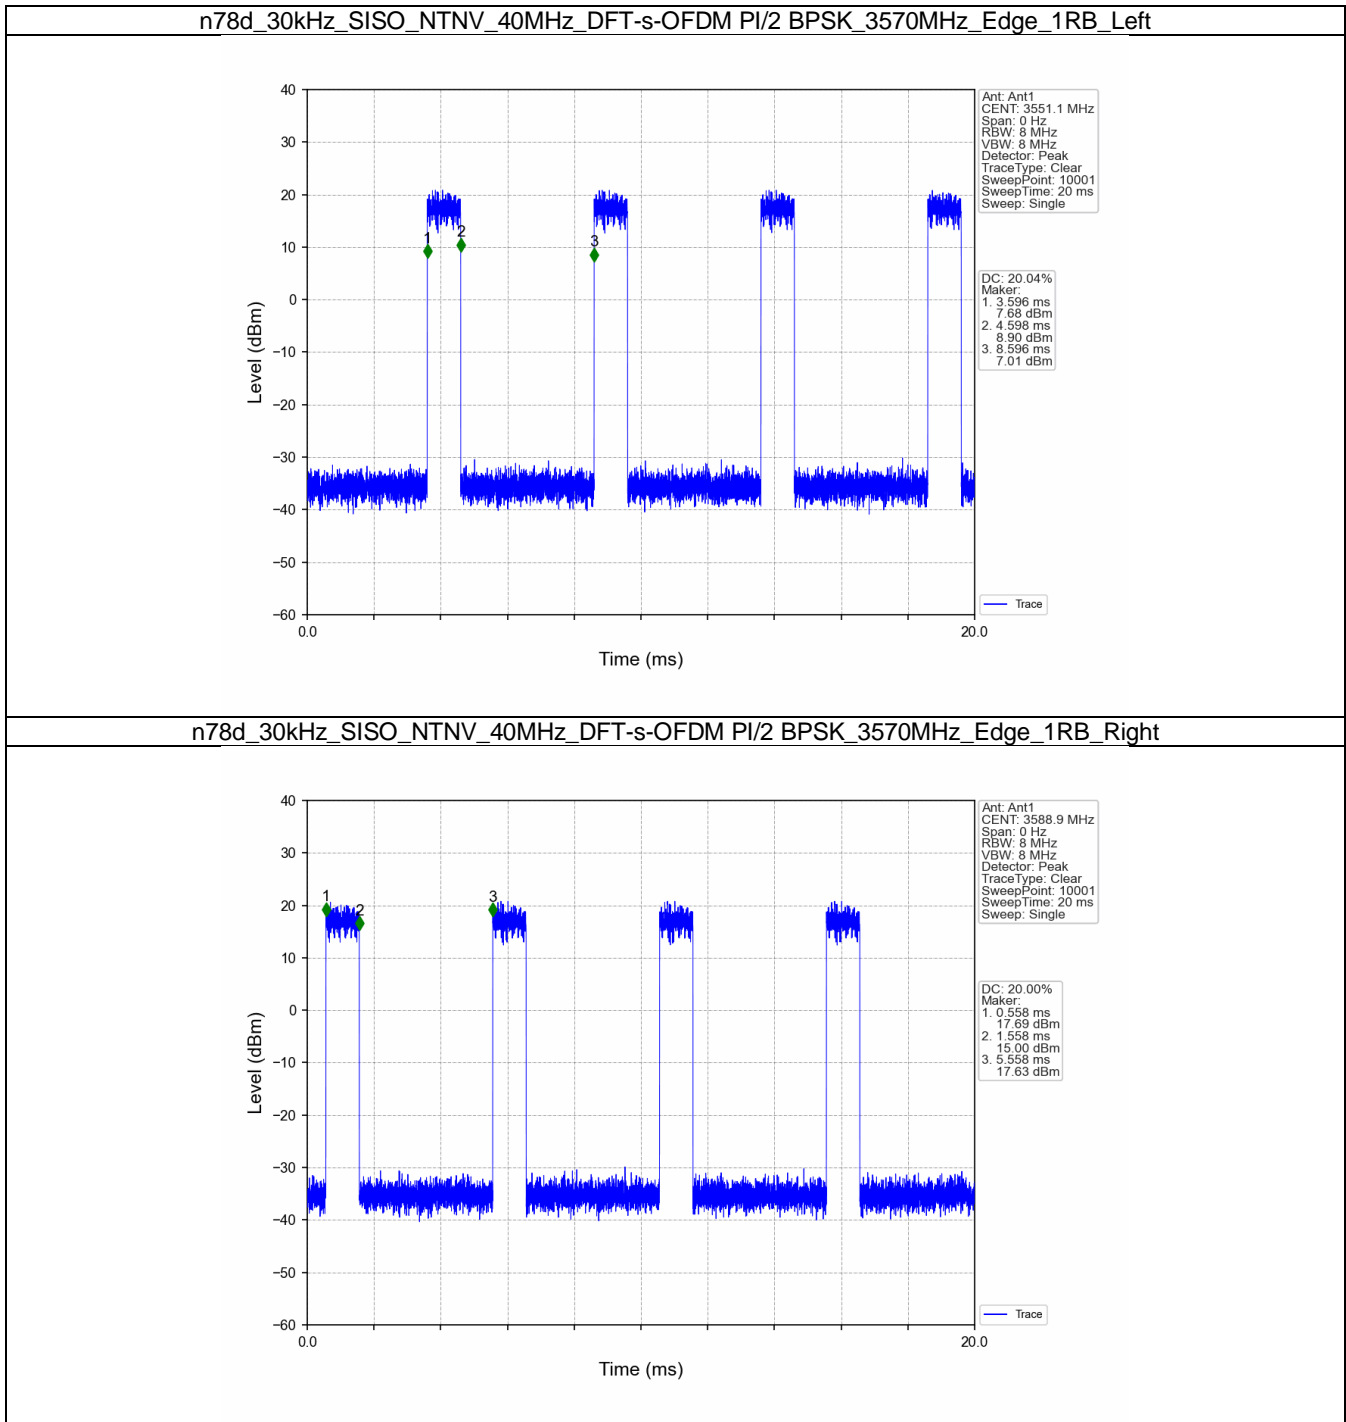 n78d_30kHz_SISO_NTNV_40MHz_DFT-s-OFDM PI/2 BPSK_3570MHz_Edge_1RB_Left
40
30
20
10
0
−10
−20
−30
−40
−50
−60
Level (dBm)
1
2
3
0.0
20.0
Time (ms)
Ant: Ant1
CENT: 3551.1 MHz
Span: 0 Hz
RBW: 8 MHz
VBW: 8 MHz
Detector: Peak
TraceType: Clear
SweepPoint: 10001
SweepTime: 20 ms
Sweep: Single
DC: 20.04%
Maker:
1. 3.596 ms
7.68 dBm
2. 4.598 ms
8.90 dBm
3. 8.596 ms
7.01 dBm
Trace
n78d_30kHz_SISO_NTNV_40MHz_DFT-s-OFDM PI/2 BPSK_3570MHz_Edge_1RB_Right
40
30
20
10
0
−10
−20
−30
−40
−50
−60
Level (dBm)
1
2
3
0.0
20.0
Time (ms)
Ant: Ant1
CENT: 3588.9 MHz
Span: 0 Hz
RBW: 8 MHz
VBW: 8 MHz
Detector: Peak
TraceType: Clear
SweepPoint: 10001
SweepTime: 20 ms
Sweep: Single
DC: 20.00%
Maker:
1. 0.558 ms
17.69 dBm
2. 1.558 ms
15.00 dBm
3. 5.558 ms
17.63 dBm
Trace